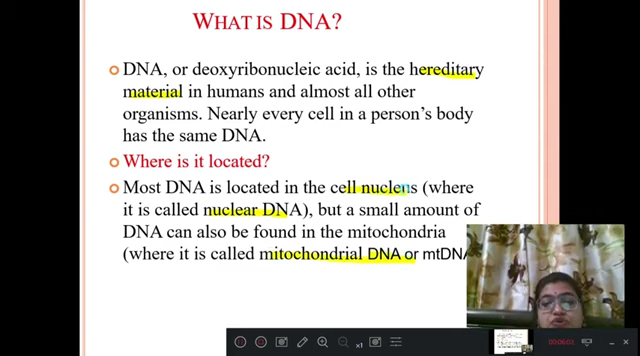 WHAT IS DNA?
DNA, or deoxyribonucleic acid, is the hereditary
material in humans and almost all other
organisms. Nearly every cell in a person's body
has the same DNA.
Where is it located?
Most DNA is located in the cell nucleus (where
it is called nuclear DNA), but a small amount of
DNA can also be found in the mitochondria
(where it is called mitochondrial DNA or mtDNA
x1